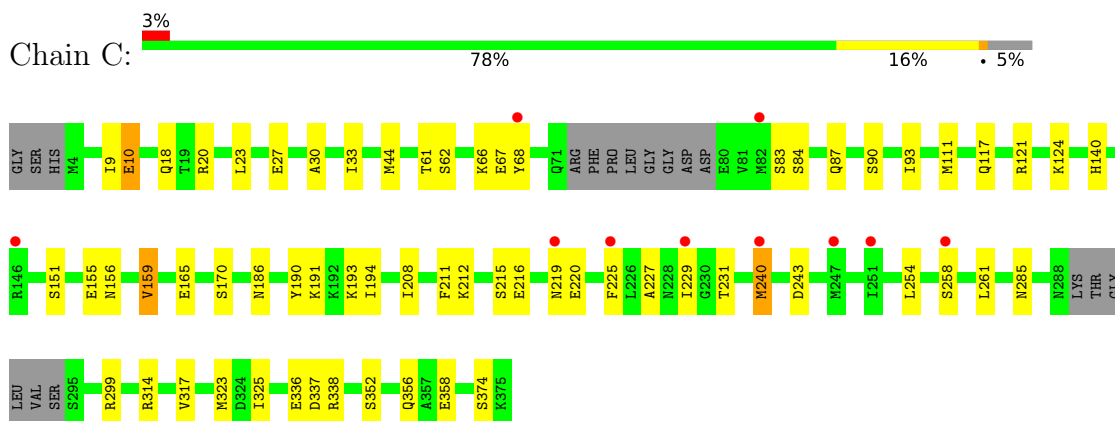 3%
Chain C:
78% 16% • 5%
GLY SER HIS M4 I9 E10 Q18 T19 R20 L23 E27 A30 I33 M44 T61 S62 K66 E67 Y68 Q71 ARG PHE PRO LEU GLY GLY ASP ASP E80 V81 M82 S83 S84 Q87 S90 I93 M111 Q117 R121 K124 H140
R146 S151 E155 N156 V159 E165 S170 N186 Y190 K191 K192 K193 I194 I208 F211 K212 S215 E216 N219 E220 F225 L226 A227 N228 I229 G230 T231 M240 D243 M247 I251 L254 S258 L261 N285 N288 LYS THR GLY
LEU VAL SER S295 R299 R314 V317 M323 D324 I325 E336 D337 R338 S352 Q356 A357 E358 S374 K375